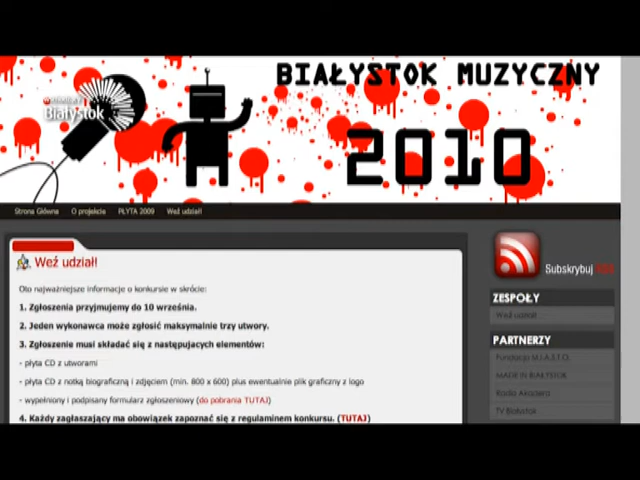 BIAŁYSTOK MUZYCZNY
2010
Białystok
Strona Główna O projekcie PŁYTA 2009 Weź udział!
Weź udział!
Oto najważniejsze informacje o konkursie w skrócie:
1. Zgłoszenia przyjmujemy do 10 września.
2. Jeden wykonawca może zgłosić maksymalnie trzy utwory.
3. Zgłoszenie musi składać się z następujacych elementów:
- płyta CD z utworami
- płyta CD z notką biograficzną i zdjęciem (min. 800 x 600) plus ewentualnie plik graficzny z logo
- wypełniony i podpisany formularz zgłoszeniowy (do pobrania TUTAJ)
4. Każdy zagłaszający ma obowiązek zapoznać się z regulaminem konkursu. (TUTAJ)
Subskrybuj RSS
ZESPOŁY
Weź udział!
PARTNERZY
Fundacja M.I.A.S.T.O.
MADE IN BIAŁYSTOK
Radio Akadera
TV Białystok